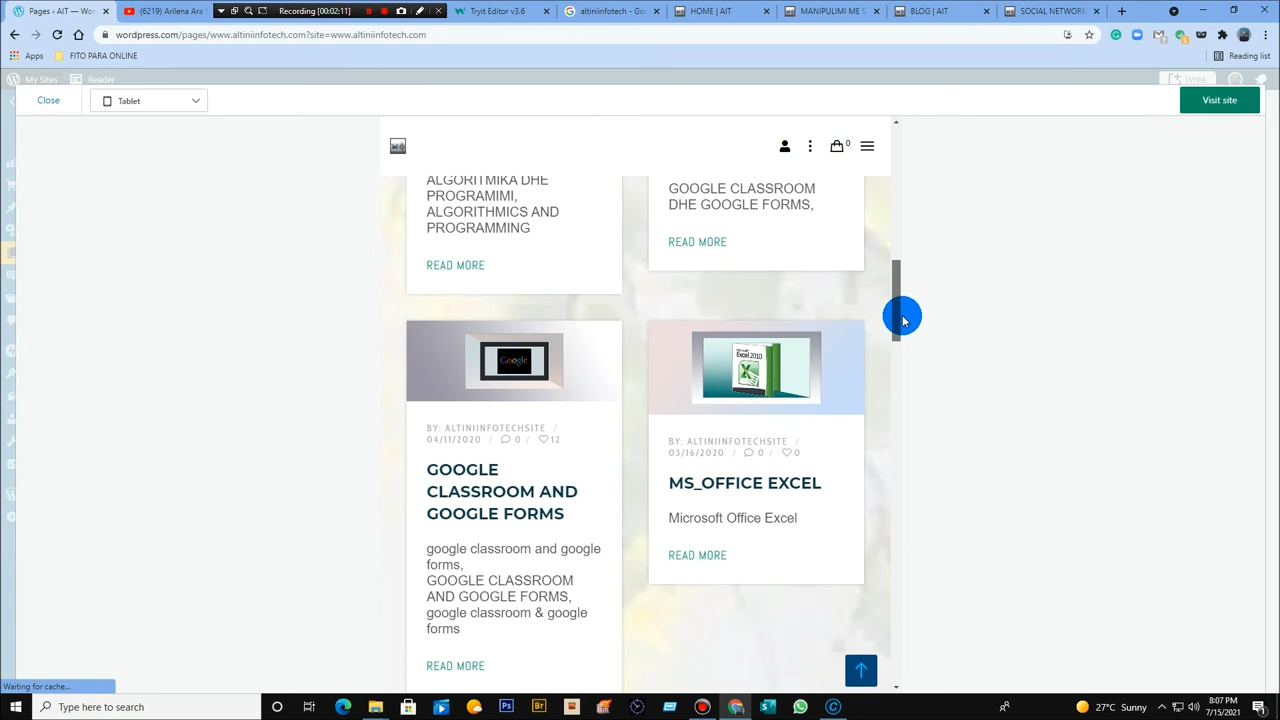 Pages ‹ AIT — Wor
(6219) Arilena Ara
Recording [00:02:11]
Tryit Editor v3.6
altiniinfotech - Go
HOME | AIT
MANIPULIMI ME S
BLOG | AIT
SOCIAL NETWORK
wordpress.com/pages/www.altiniinfotech.com?site=www.altiniinfotech.com
Apps
FITO PARA ONLINE
Reading list
My Sites
Reader
Write
Close
Tablet
Visit site
0
ALGORITMIKA DHE
PROGRAMIMI,
ALGORITHMICS AND
PROGRAMMING
READ MORE
GOOGLE CLASSROOM
DHE GOOGLE FORMS,
READ MORE
Google
BY: ALTINIINFOTECHSITE /
04/11/2020 / 0 / 12
GOOGLE
CLASSROOM AND
GOOGLE FORMS
google classroom and google
forms,
GOOGLE CLASSROOM
AND GOOGLE FORMS,
google classroom & google
forms
READ MORE
Microsoft
Excel 2010
BY: ALTINIINFOTECHSITE /
03/16/2020 / 0 / 0
MS_OFFICE EXCEL
Microsoft Office Excel
READ MORE
Waiting for cache...
Type here to search
Ps
Br
27°C Sunny
8:07 PM
7/15/2021